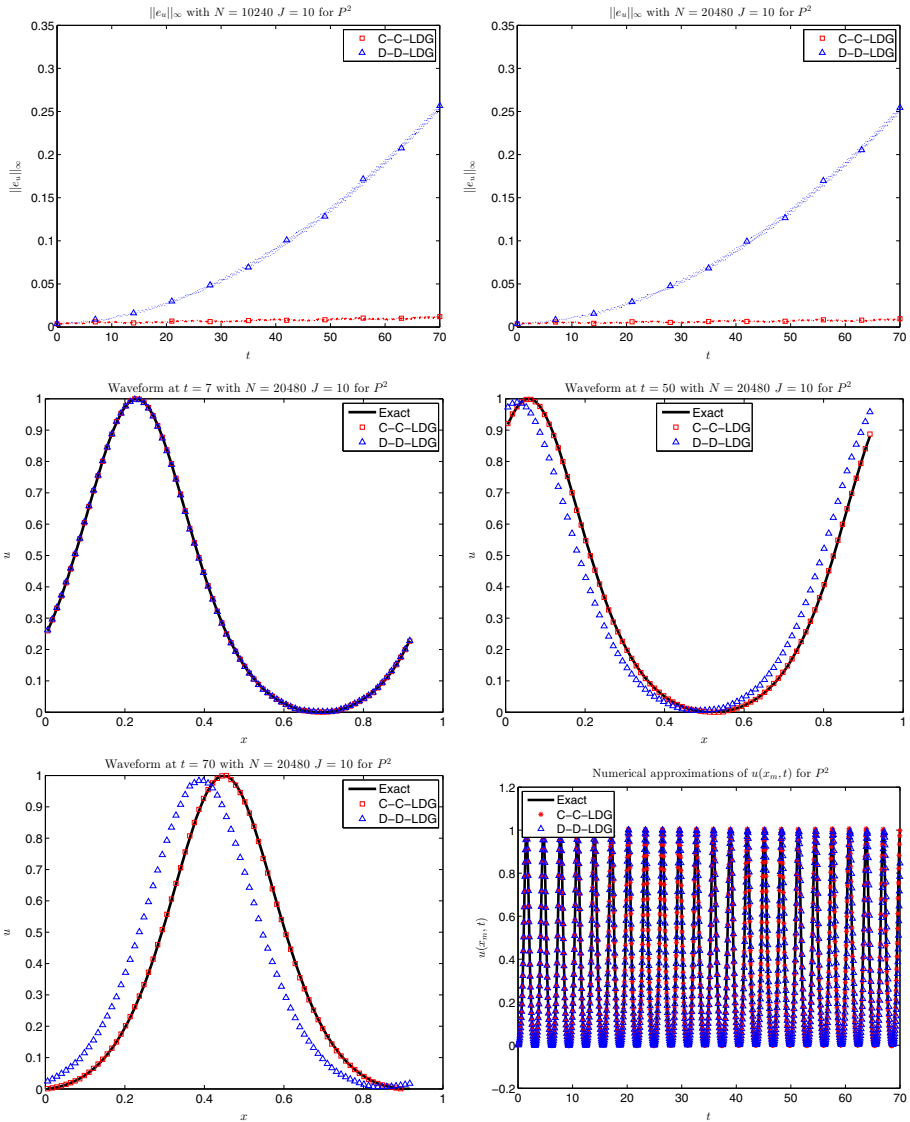 ||e_u||_∞ with N = 10240 J = 10 for P^2
C−C−LDG
D−D−LDG
0.35
0.3
0.25
0.2
0.15
0.1
0.05
0
||e_u||_∞
0 10 20 30 40 50 60 70
t
||e_u||_∞ with N = 20480 J = 10 for P^2
C−C−LDG
D−D−LDG
0.35
0.3
0.25
0.2
0.15
0.1
0.05
0
||e_u||_∞
0 10 20 30 40 50 60 70
t
Waveform at t = 7 with N = 20480 J = 10 for P^2
Exact
C−C−LDG
D−D−LDG
1
0.9
0.8
0.7
0.6
0.5
0.4
0.3
0.2
0.1
0
u
0 0.2 0.4 0.6 0.8 1
x
Waveform at t = 50 with N = 20480 J = 10 for P^2
Exact
C−C−LDG
D−D−LDG
1
0.9
0.8
0.7
0.6
0.5
0.4
0.3
0.2
0.1
0
u
0 0.2 0.4 0.6 0.8 1
x
Waveform at t = 70 with N = 20480 J = 10 for P^2
Exact
C−C−LDG
D−D−LDG
1
0.9
0.8
0.7
0.6
0.5
0.4
0.3
0.2
0.1
0
u
0 0.2 0.4 0.6 0.8 1
x
Numerical approximations of u(x_m, t) for P^2
Exact
C−C−LDG
D−D−LDG
1.2
1
0.8
0.6
0.4
0.2
0
−0.2
u(x_m, t)
0 10 20 30 40 50 60 70
t